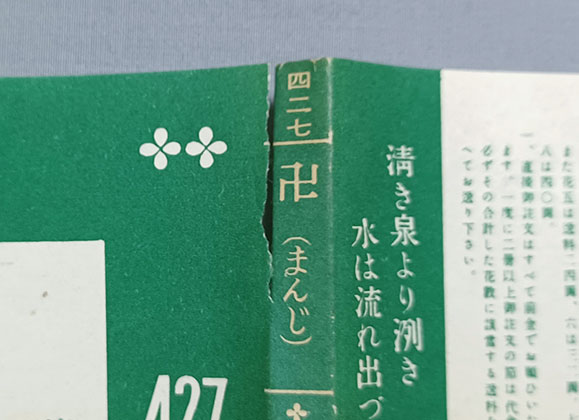 また花五は送料二四円、六は三一円、
八は四〇円。
一、直接御注文はすべて前金でお願ひいた
ます。一度に二冊以上御注文の節は代
必ずその合計した花数に該当する送料
べてお送り下さい。
清き泉より洌き
水は流れ出づ
四二七
卍
(まんじ)
427